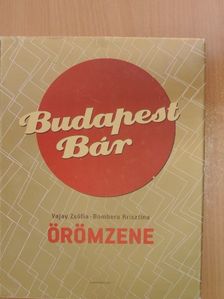 Budapest
Bár
Vajay Zsófia - Bombera Krisztina
ÖRÖMZENE